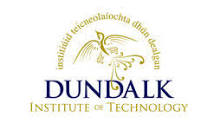 institiúid teicneolaíochta dhún dealgan
DUNDALK
INSTITUTE OF TECHNOLOGY